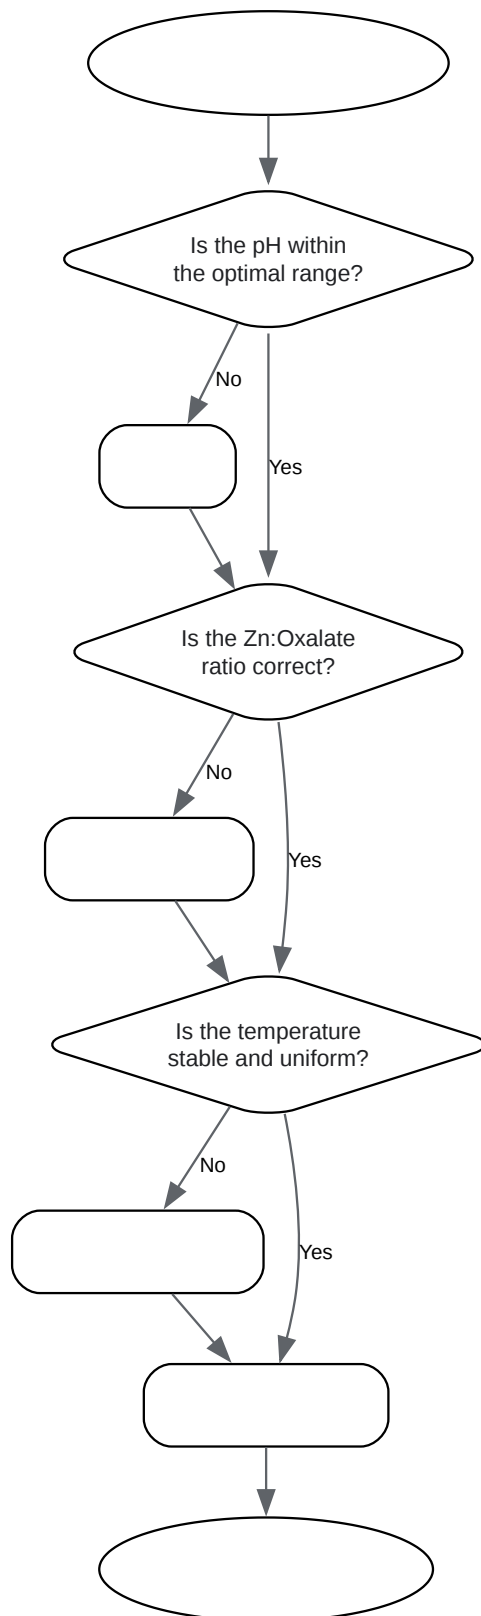 Is the pH within
the optimal range?
No
Yes
Is the Zn:Oxalate
ratio correct?
No
Yes
Is the temperature
stable and uniform?
No
Yes